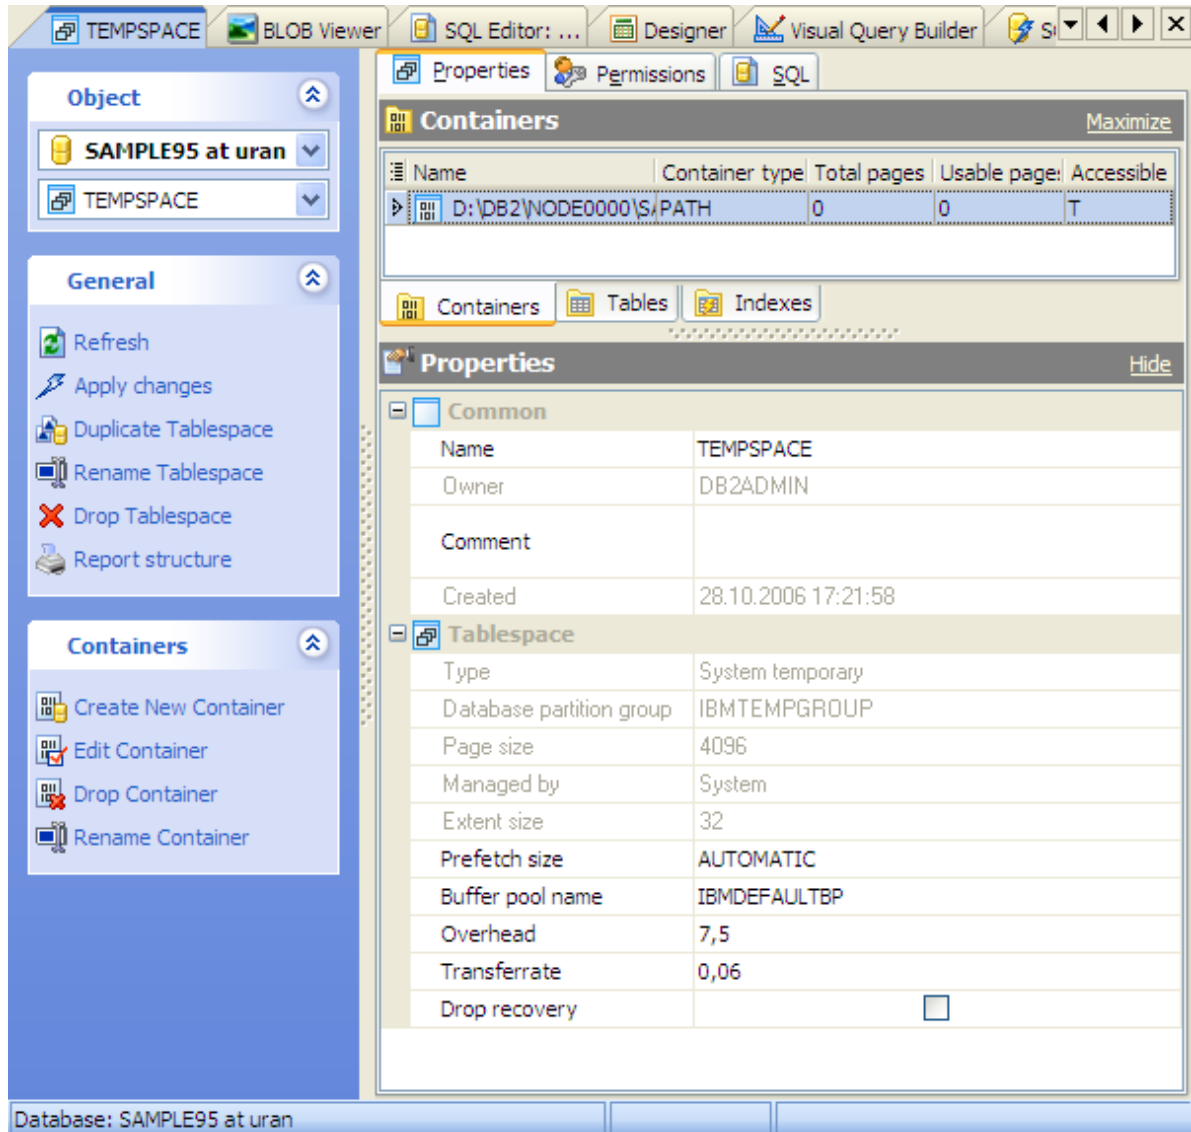 TEMPSPACE BLOB Viewer SQL Editor: ... Designer Visual Query Builder
Properties Permissions SQL
Object
SAMPLE95 at uran
TEMPSPACE
Containers Maximize
Name Container type Total pages Usable page Accessible
D:\DB2\NODE0000\S PATH 0 0 T
Containers Tables Indexes
General
Refresh
Apply changes
Duplicate Tablespace
Rename Tablespace
Drop Tablespace
Report structure
Containers
Create New Container
Edit Container
Drop Container
Rename Container
Properties Hide
Common
Name TEMPSPACE
Owner DB2ADMIN
Comment
Created 28.10.2006 17:21:58
Tablespace
Type System temporary
Database partition group IBMTEMPGROUP
Page size 4096
Managed by System
Extent size 32
Prefetch size AUTOMATIC
Buffer pool name IBMDEFAULTBP
Overhead 7,5
Transferrate 0,06
Drop recovery
Database: SAMPLE95 at uran